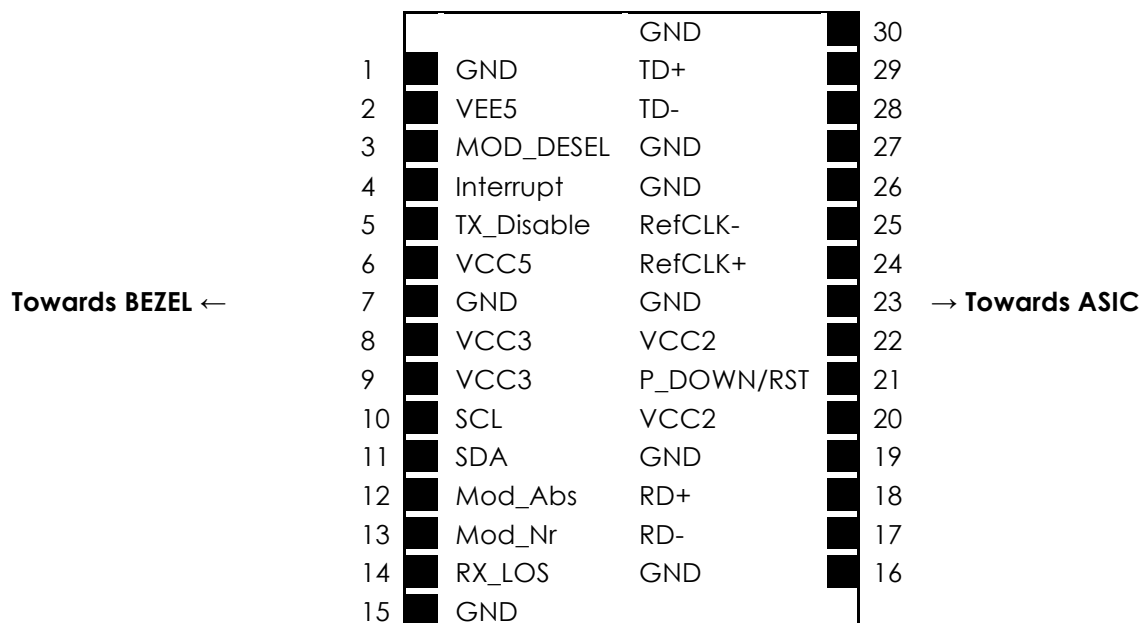 GND 30
1 GND TD+ 29
2 VEE5 TD- 28
3 MOD_DESEL GND 27
4 Interrupt GND 26
5 TX_Disable RefCLK- 25
6 VCC5 RefCLK+ 24
Towards BEZEL ← 7 GND GND 23 → Towards ASIC
8 VCC3 VCC2 22
9 VCC3 P_DOWN/RST 21
10 SCL VCC2 20
11 SDA GND 19
12 Mod_Abs RD+ 18
13 Mod_Nr RD- 17
14 RX_LOS GND 16
15 GND